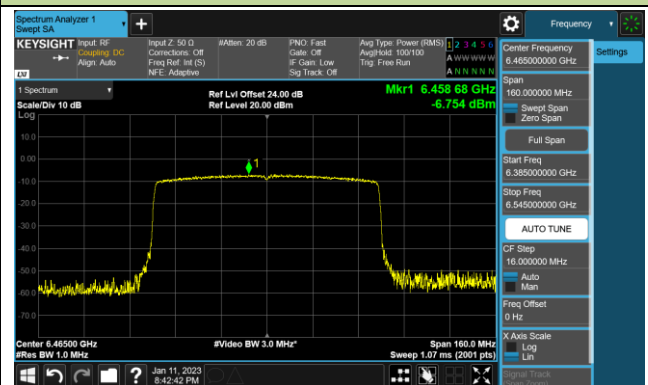 Spectrum Analyzer 1
Swept SA
Frequency
KEYSIGHT
Input: RF
Coupling: DC
Align: Auto
Input Z: 50 Ω
Corrections: Off
Freq Ref: Int (S)
NFE: Adaptive
#Atten: 20 dB
PNO: Fast
Gate: Off
IF Gain: Low
Sig Track: Off
Avg Type: Power (RMS)
Avg|Hold: 100/100
Trig: Free Run
1 2 3 4 5 6
A W W W W W
A N N N N N
LXI
1 Spectrum
Scale/Div 10 dB
Log
Ref Lvl Offset 24.00 dB
Ref Level 20.00 dBm
Mkr1 6.458 68 GHz
-6.754 dBm
10.0
0.00
-10.0
-20.0
-30.0
-40.0
-50.0
-60.0
-70.0
1
Center 6.46500 GHz
#Res BW 1.0 MHz
#Video BW 3.0 MHz*
Span 160.0 MHz
Sweep 1.07 ms (2001 pts)
Jan 11, 2023
8:42:42 PM
Center Frequency
6.465000000 GHz
Span
160.000000 MHz
Swept Span
Zero Span
Full Span
Start Freq
6.385000000 GHz
Stop Freq
6.545000000 GHz
AUTO TUNE
CF Step
16.000000 MHz
Auto
Man
Freq Offset
0 Hz
X Axis Scale
Log
Lin
Signal Track
(Span Zoom)
Settings